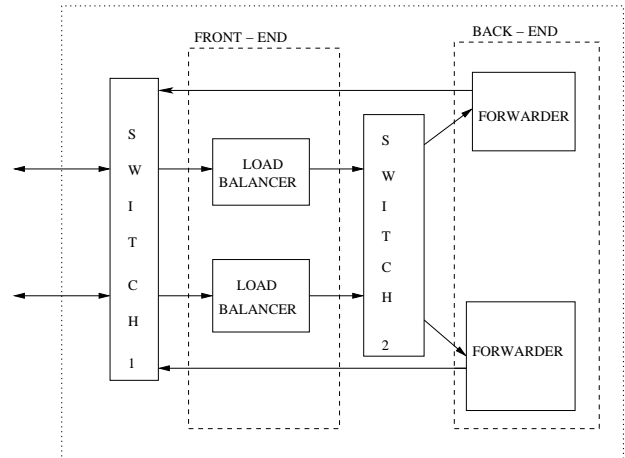 FRONT – END
BACK – END
S
W
I
T
C
H
1
LOAD
BALANCER
LOAD
BALANCER
S
W
I
T
C
H
2
FORWARDER
FORWARDER